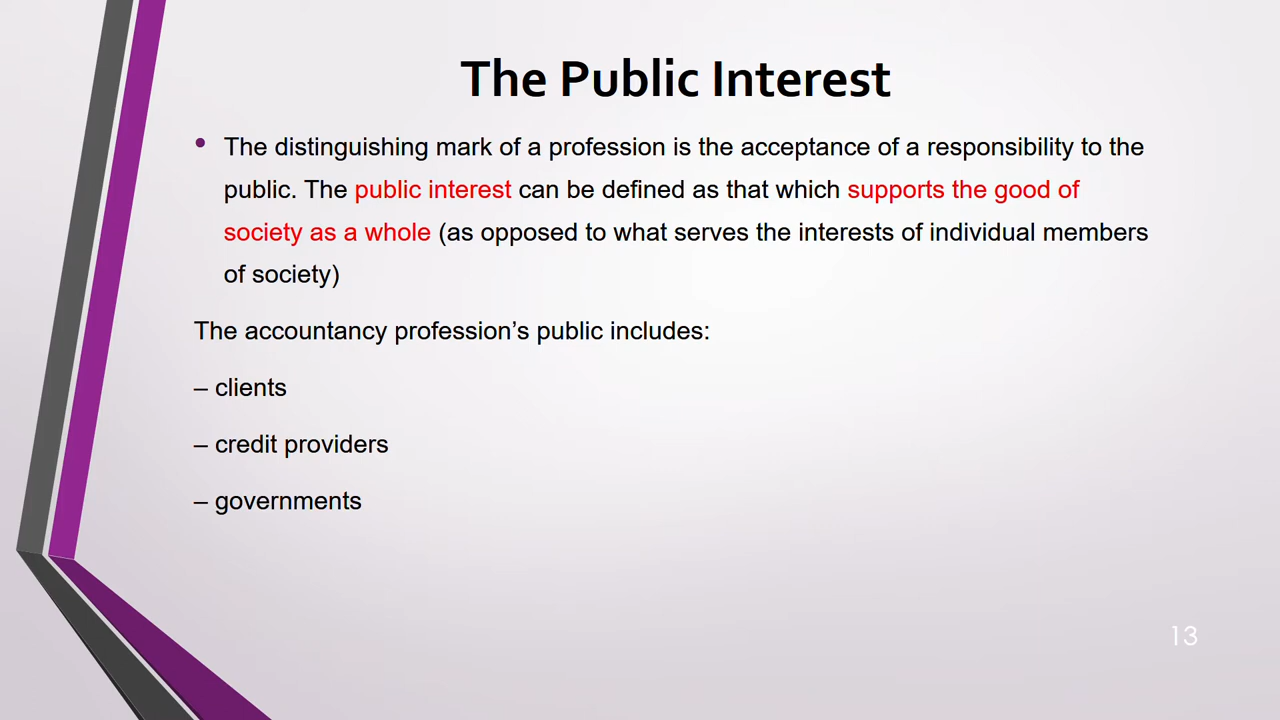 The Public Interest
• The distinguishing mark of a profession is the acceptance of a responsibility to the
public. The public interest can be defined as that which supports the good of
society as a whole (as opposed to what serves the interests of individual members
of society)
The accountancy profession’s public includes:
– clients
– credit providers
– governments
13